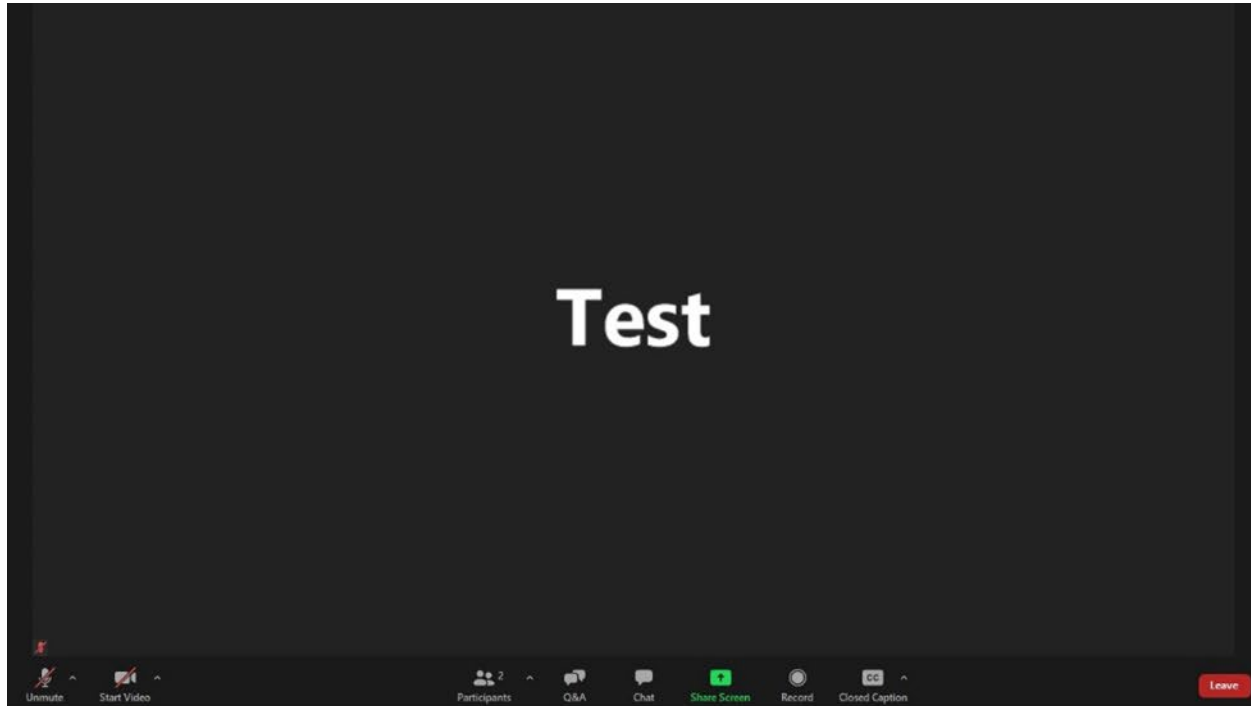 Test
2
CC
Unmute
Start Video
Participants
Q&A
Chat
Share Screen
Record
Closed Caption
Leave